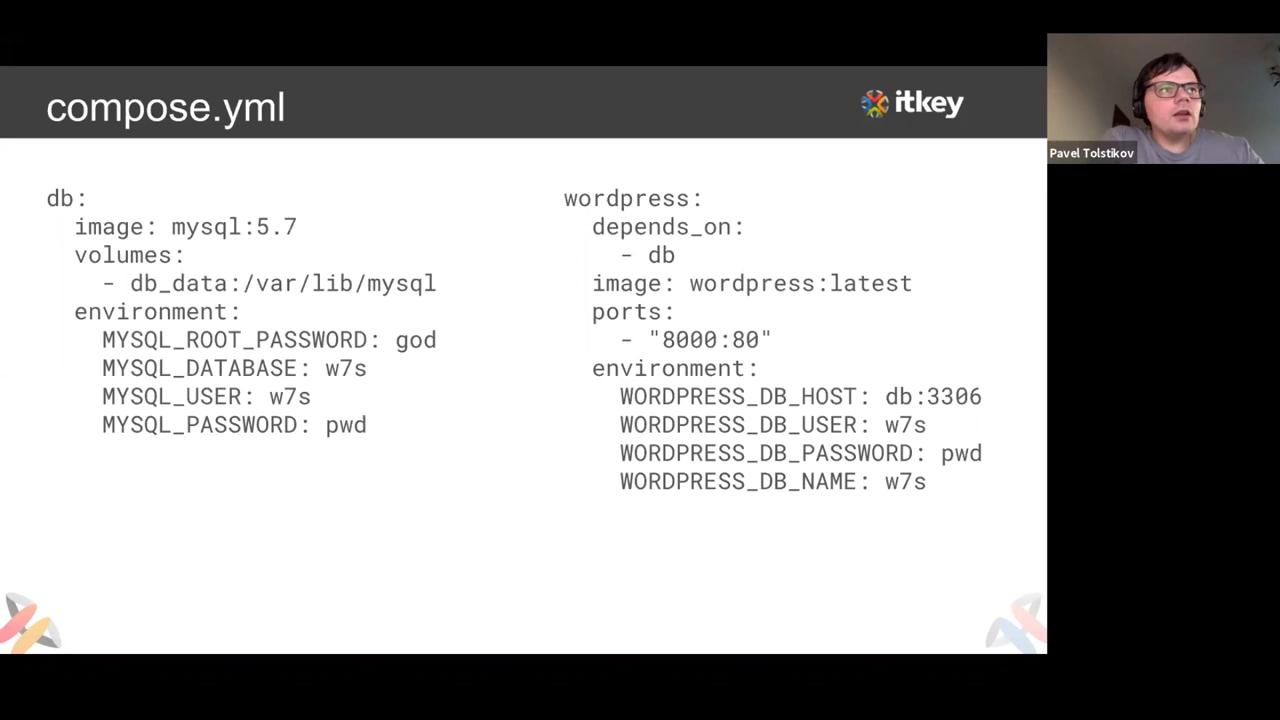 compose.yml
itkey
Pavel Tolstikov
db:
  image: mysql:5.7
  volumes:
    - db_data:/var/lib/mysql
  environment:
    MYSQL_ROOT_PASSWORD: god
    MYSQL_DATABASE: w7s
    MYSQL_USER: w7s
    MYSQL_PASSWORD: pwd
wordpress:
  depends_on:
    - db
  image: wordpress:latest
  ports:
    - "8000:80"
  environment:
    WORDPRESS_DB_HOST: db:3306
    WORDPRESS_DB_USER: w7s
    WORDPRESS_DB_PASSWORD: pwd
    WORDPRESS_DB_NAME: w7s